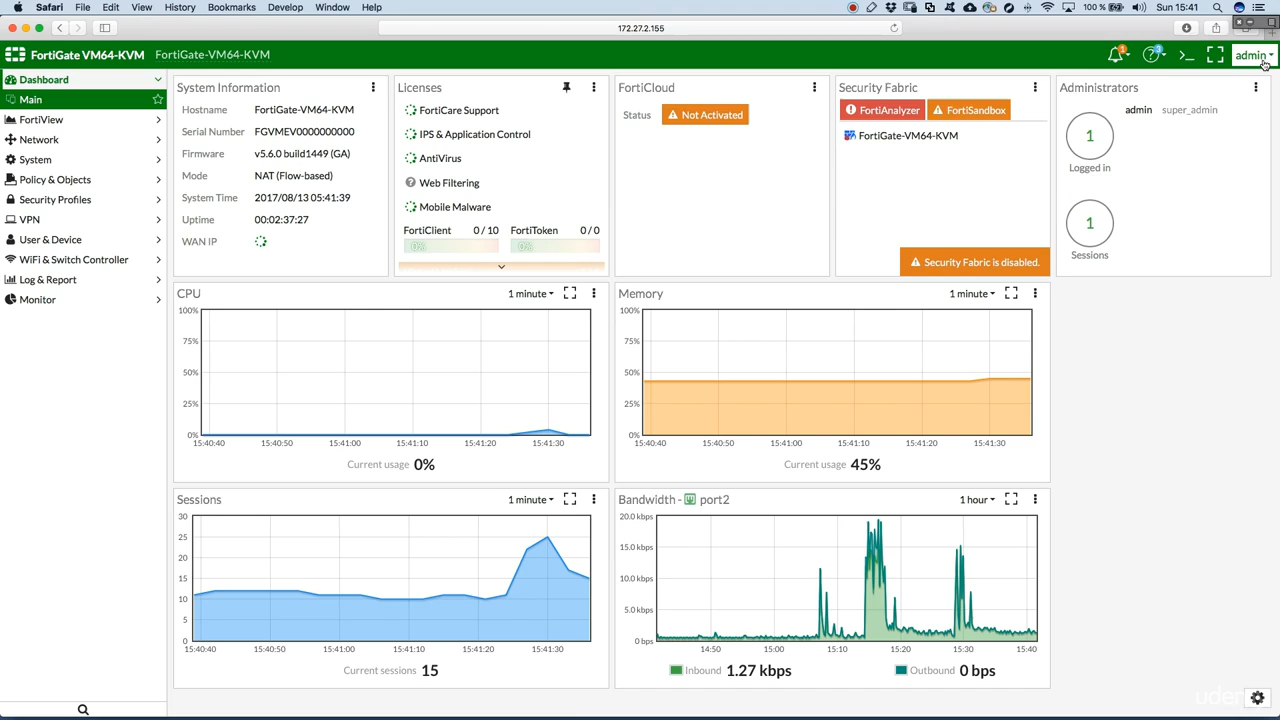 Safari File Edit View History Bookmarks Develop Window Help 100 % Sun 15:41
172.27.2.155
FortiGate VM64-KVM FortiGate-VM64-KVM 1 3 >_ admin
Dashboard
Main
FortiView
Network
System
Policy & Objects
Security Profiles
VPN
User & Device
WiFi & Switch Controller
Log & Report
Monitor
System Information
Hostname FortiGate-VM64-KVM
Serial Number FGVMEV0000000000
Firmware v5.6.0 build1449 (GA)
Mode NAT (Flow-based)
System Time 2017/08/13 05:41:39
Uptime 00:02:37:27
WAN IP
Licenses
FortiCare Support
IPS & Application Control
AntiVirus
Web Filtering
Mobile Malware
FortiClient 0 / 10 FortiToken 0 / 0
0% 0%
FortiCloud
Status Not Activated
Security Fabric
FortiAnalyzer FortiSandbox
FortiGate-VM64-KVM
Security Fabric is disabled.
Administrators
admin super_admin
1
Logged in
1
Sessions
CPU 1 minute
100%
75%
50%
25%
0%
15:40:40 15:40:50 15:41:00 15:41:10 15:41:20 15:41:30
Current usage 0%
Memory 1 minute
100%
75%
50%
25%
0%
15:40:40 15:40:50 15:41:00 15:41:10 15:41:20 15:41:30
Current usage 45%
Sessions 1 minute
30
25
20
15
10
5
0
15:40:40 15:40:50 15:41:00 15:41:10 15:41:20 15:41:30
Current sessions 15
Bandwidth - port2 1 hour
20.0 kbps
15.0 kbps
10.0 kbps
5.0 kbps
0 bps
14:50 15:00 15:10 15:20 15:30 15:40
Inbound 1.27 kbps Outbound 0 bps